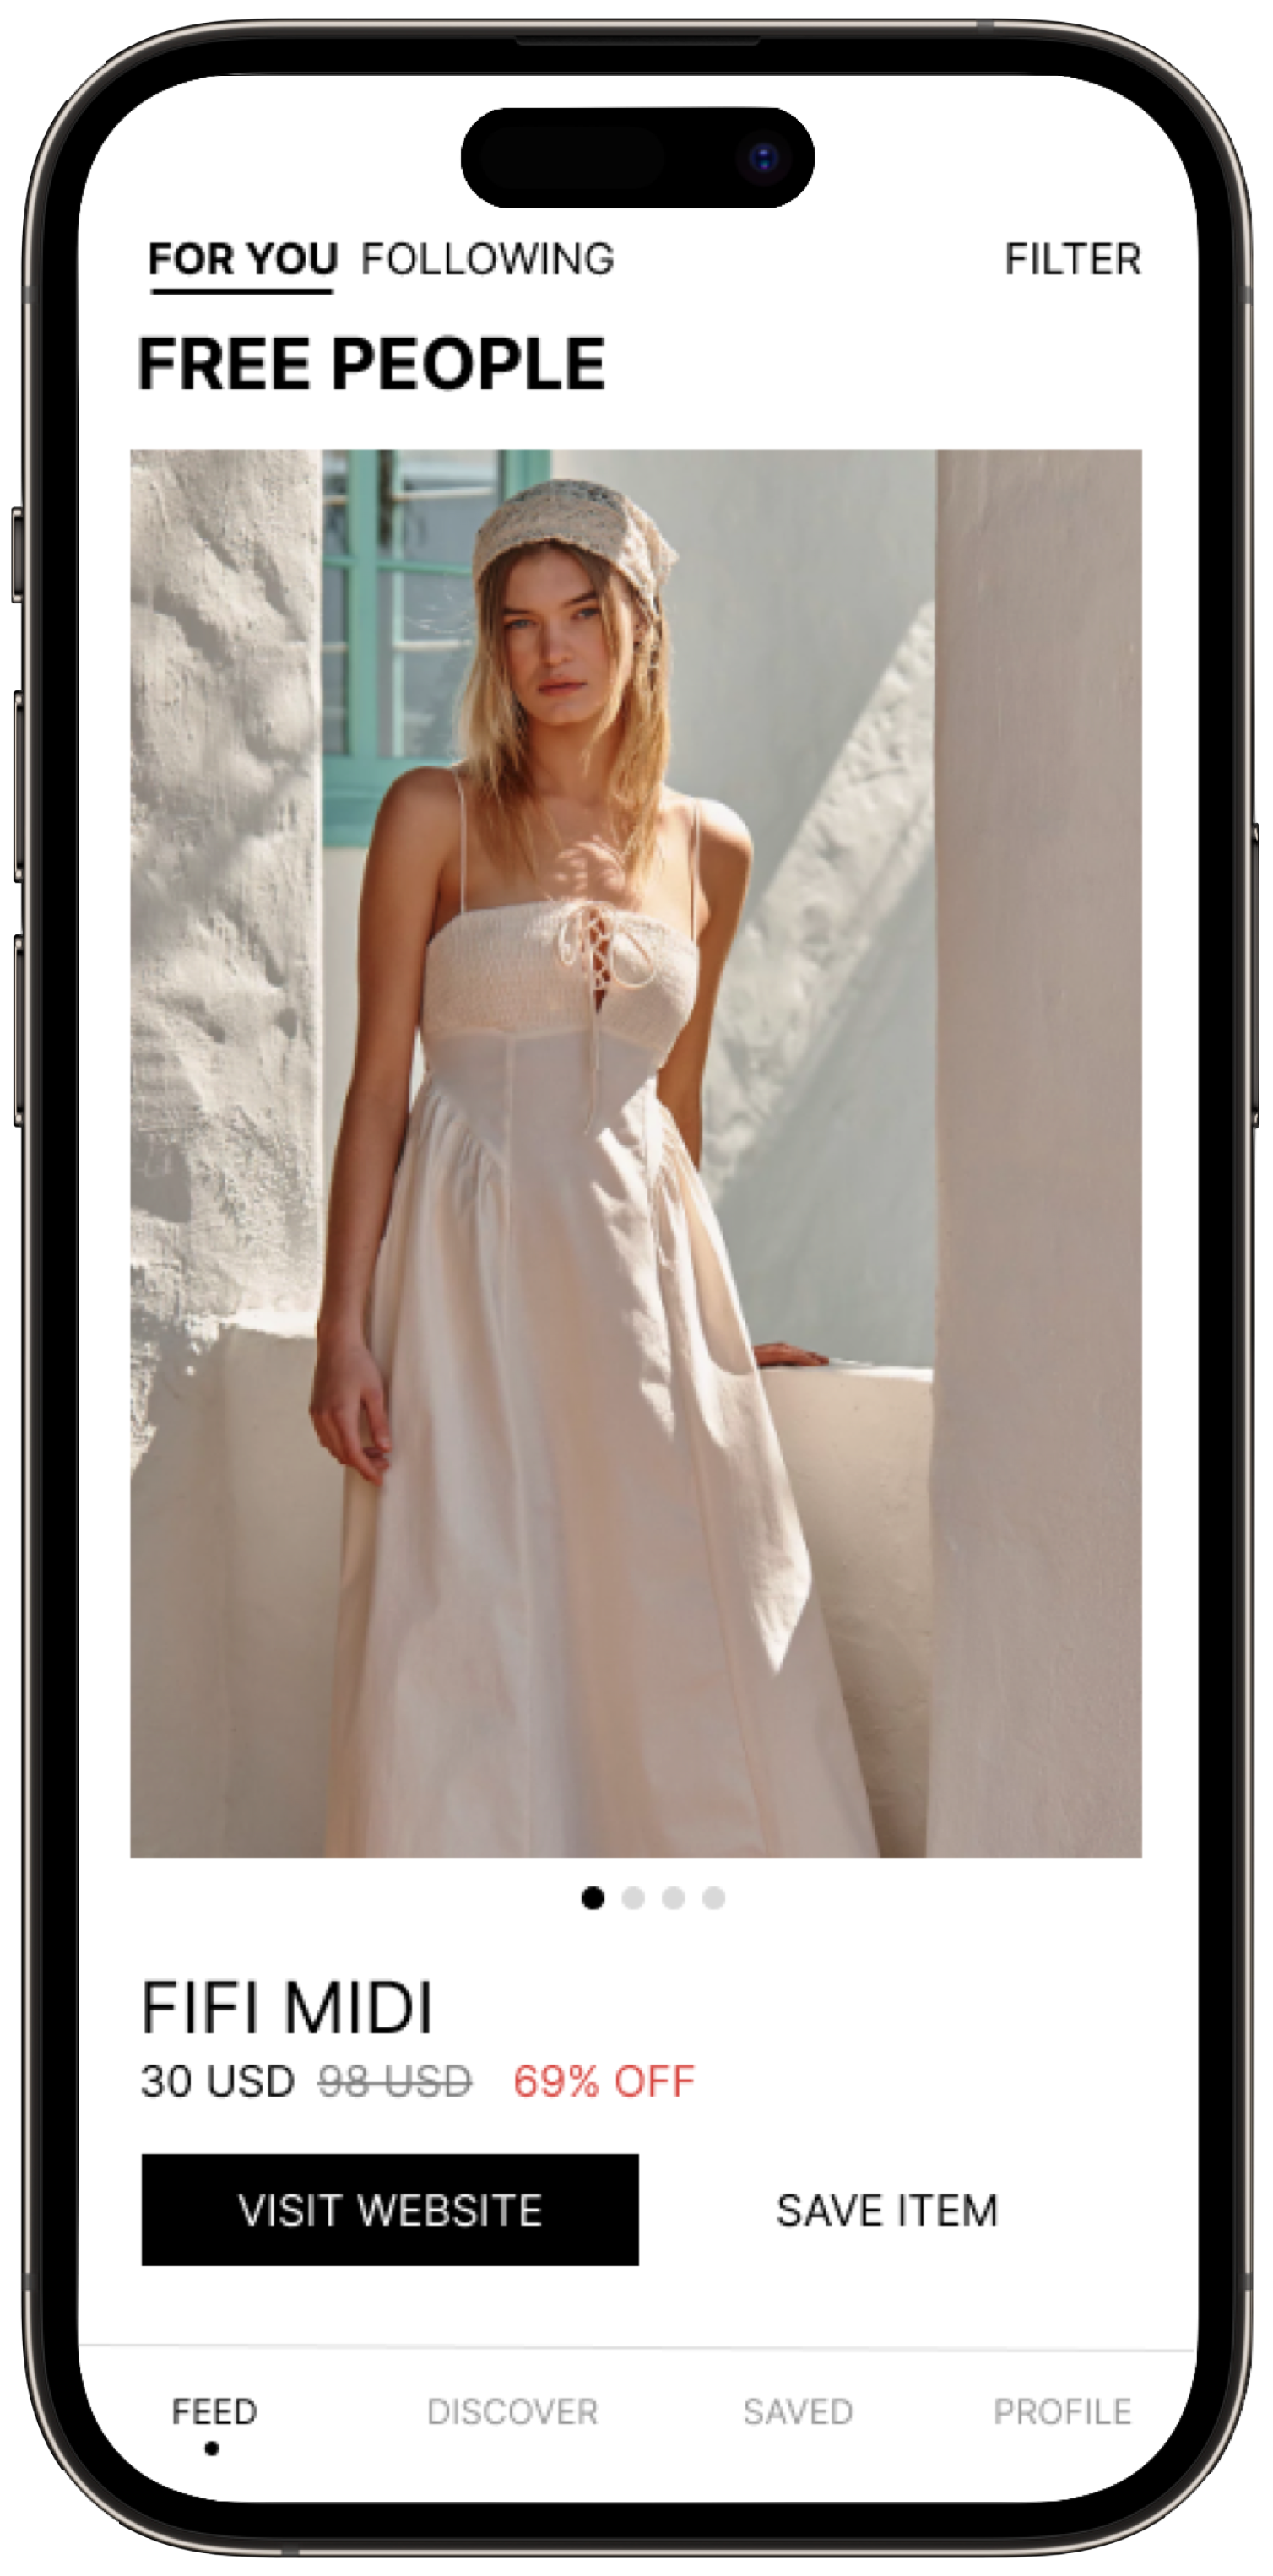 FOR YOU FOLLOWING FILTER
FREE PEOPLE
FIFI MIDI
30 USD 98 USD 69% OFF
VISIT WEBSITE SAVE ITEM
FEED DISCOVER SAVED PROFILE